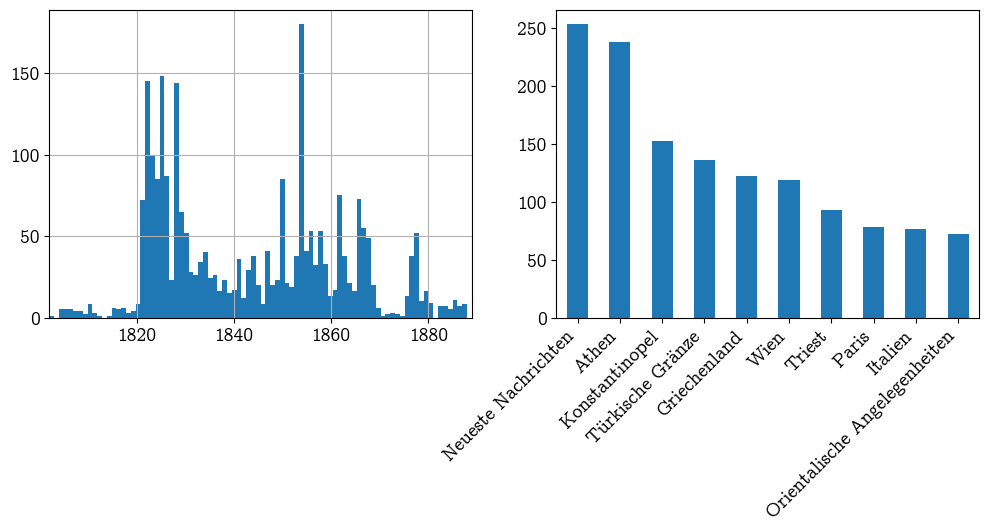 150
100
50
0
1820 1840 1860 1880
250
200
150
100
50
0
Neueste Nachrichten
Athen
Konstantinopel
Türkische Gränze
Griechenland
Wien
Triest
Paris
Italien
Orientalische Angelegenheiten